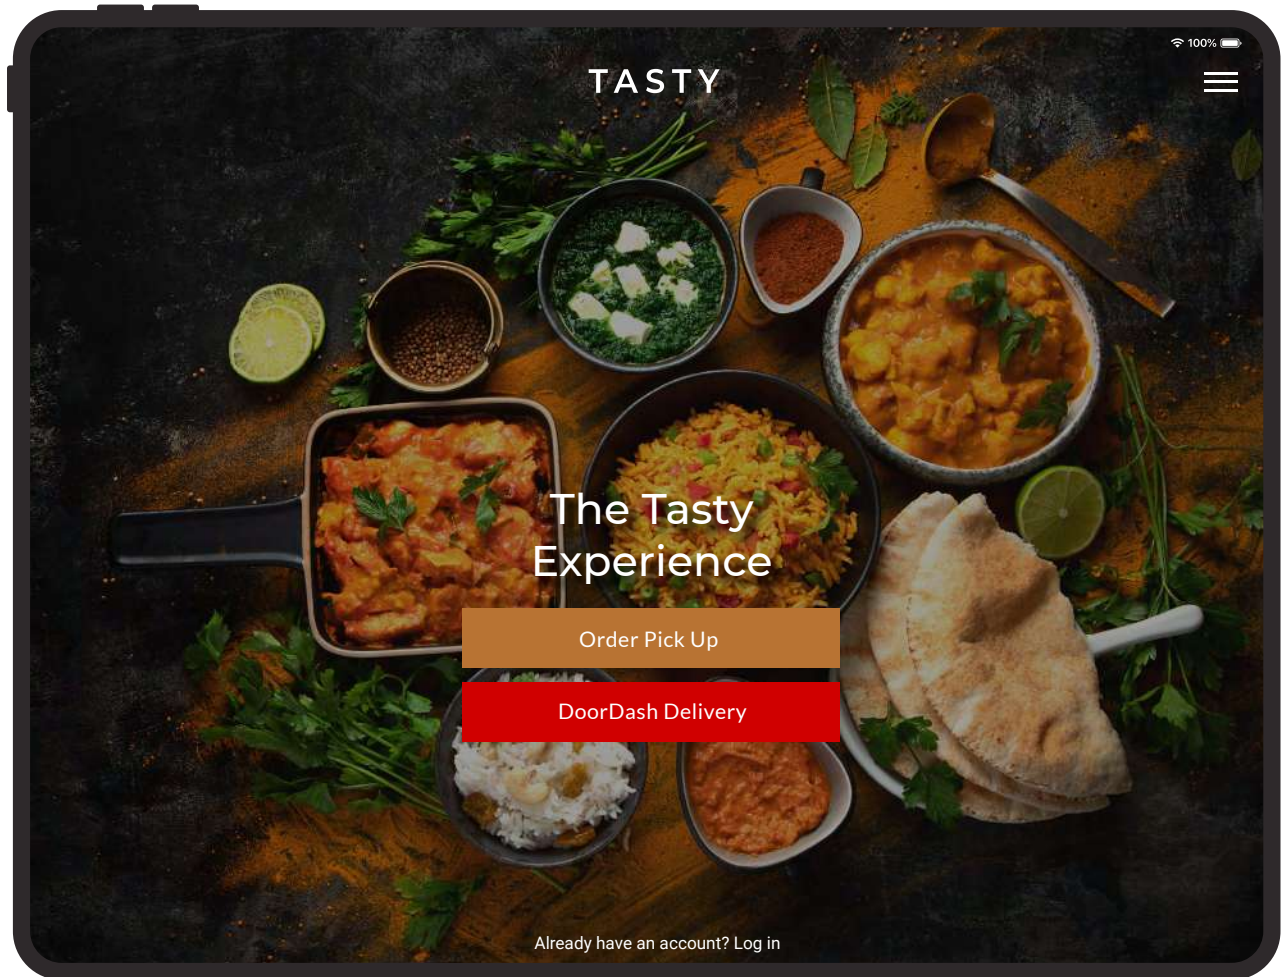 100%
TASTY
The Tasty
Experience
Order Pick Up
DoorDash Delivery
Already have an account? Log in